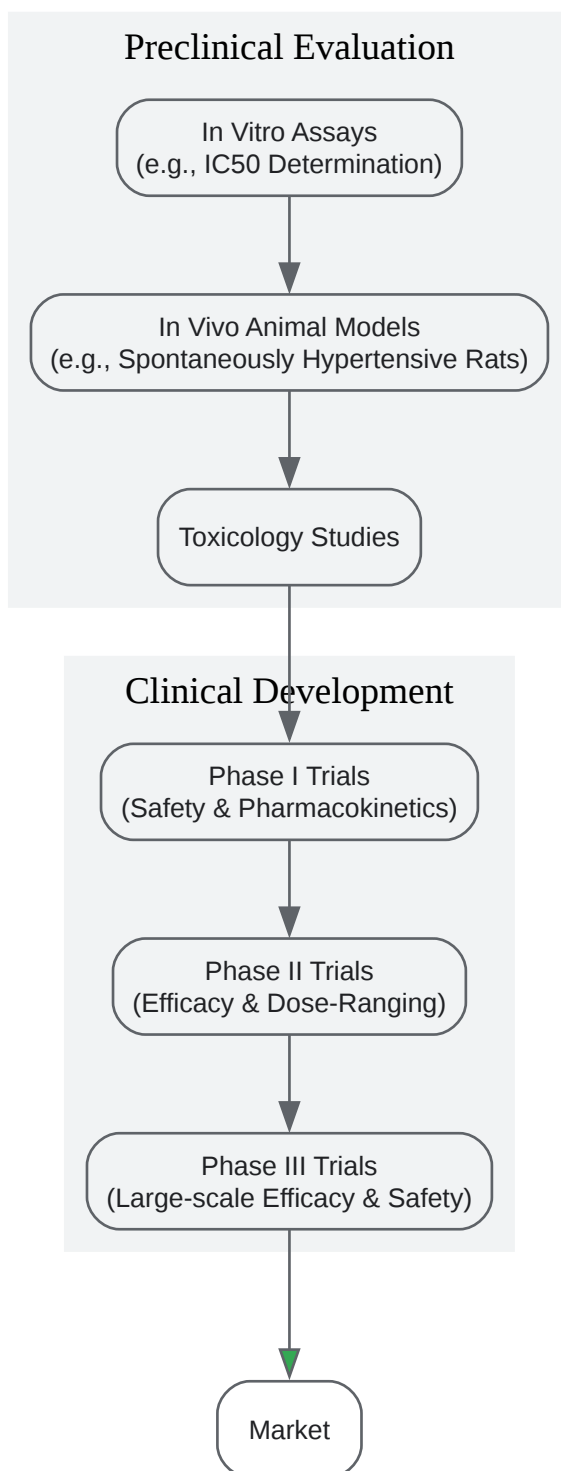 Preclinical Evaluation
In Vitro Assays
(e.g., IC50 Determination)
In Vivo Animal Models
(e.g., Spontaneously Hypertensive Rats)
Toxicology Studies
Clinical Development
Phase I Trials
(Safety & Pharmacokinetics)
Phase II Trials
(Efficacy & Dose-Ranging)
Phase III Trials
(Large-scale Efficacy & Safety)
Market